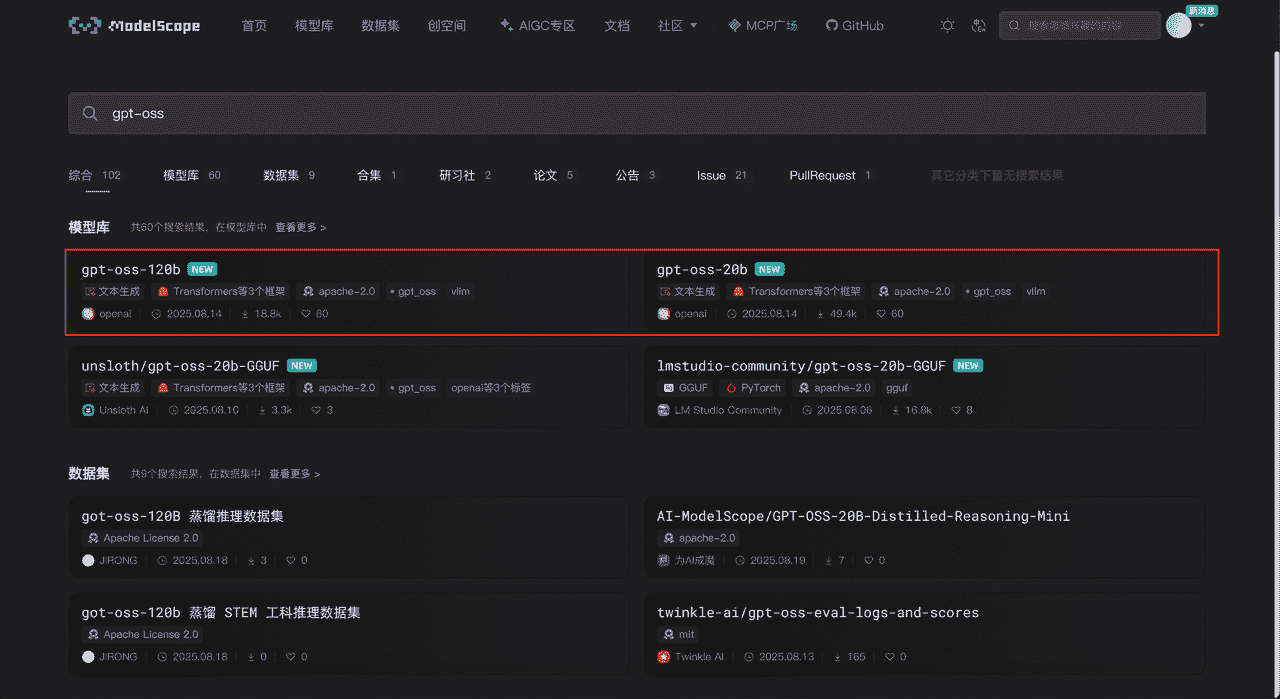 ModelScope 首页 模型库 数据集 创空间 AIGC专区 文档 社区 MCP广场 GitHub 搜索您感兴趣的内容 新消息
gpt-oss
综合 102 模型库 60 数据集 9 合集 1 研习社 2 论文 5 公告 3 Issue 21 PullRequest 1 其它分类下暂无搜索结果
模型库 共60个搜索结果，在模型库中 查看更多 >
gpt-oss-120b NEW
文本生成 Transformers等3个框架 apache-2.0 gpt_oss vllm
openai 2025.08.14 18.8k 60
gpt-oss-20b NEW
文本生成 Transformers等3个框架 apache-2.0 gpt_oss vllm
openai 2025.08.14 49.4k 60
unsloth/gpt-oss-20b-GGUF NEW
文本生成 Transformers等3个框架 apache-2.0 gpt_oss openai等3个标签
Unsloth AI 2025.08.10 3.3k 3
lmstudio-community/gpt-oss-20b-GGUF NEW
GGUF PyTorch apache-2.0 gguf
LM Studio Community 2025.08.06 16.8k 8
数据集 共9个搜索结果，在数据集中 查看更多 >
got-oss-120B 蒸馏推理数据集
Apache License 2.0
JIRONG 2025.08.18 3 0
AI-ModelScope/GPT-OSS-20B-Distilled-Reasoning-Mini
apache-2.0
为AI成魔 2025.08.19 7 0
got-oss-120b 蒸馏 STEM 工科推理数据集
Apache License 2.0
JIRONG 2025.08.18 0 0
twinkle-ai/gpt-oss-eval-logs-and-scores
mit
Twinkle AI 2025.08.13 165 0